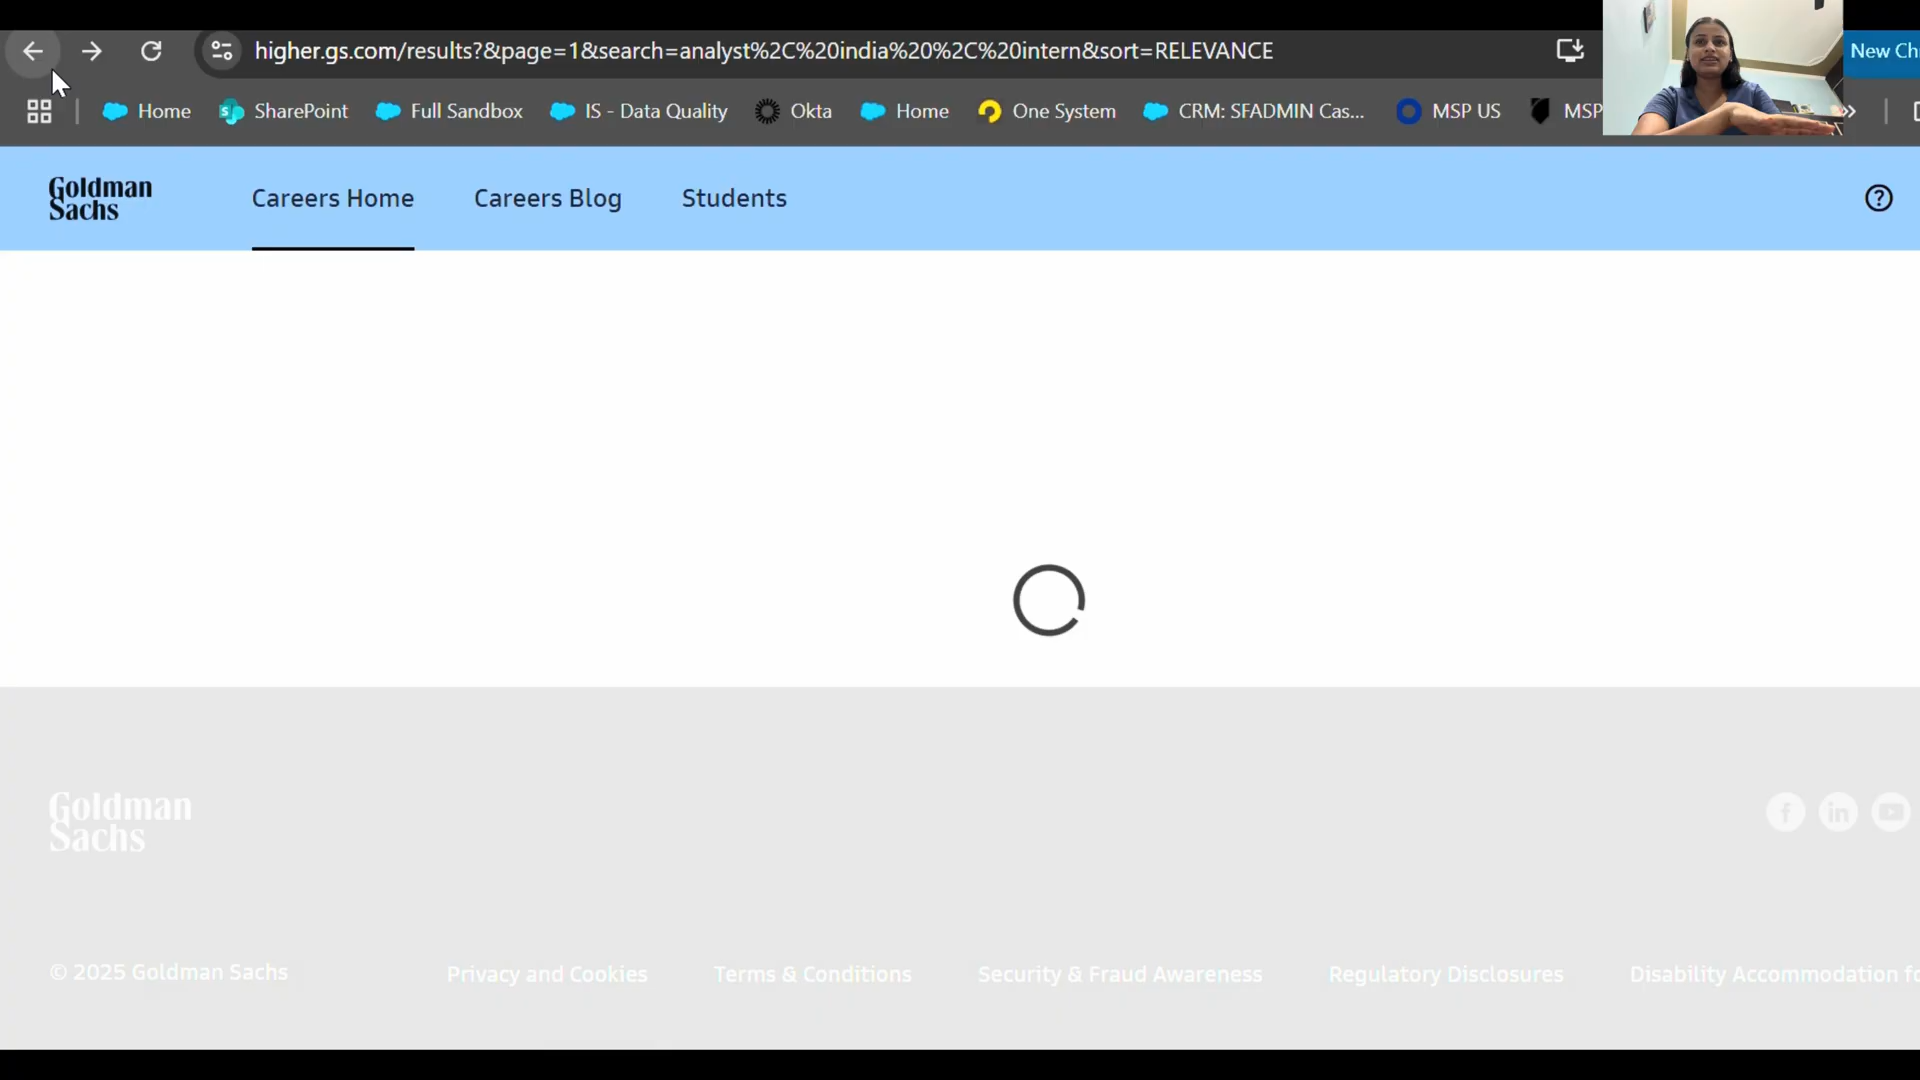 higher.gs.com/results?&page=1&search=analyst%2C%20india%20%2C%20intern&sort=RELEVANCE
New Ch
Home
SharePoint
Full Sandbox
IS - Data Quality
Okta
Home
One System
CRM: SFADMIN Cas...
MSP US
MSP
Goldman
Sachs
Careers Home
Careers Blog
Students
Goldman
Sachs
© 2025 Goldman Sachs
Privacy and Cookies
Terms & Conditions
Security & Fraud Awareness
Regulatory Disclosures
Disability Accommodation fo